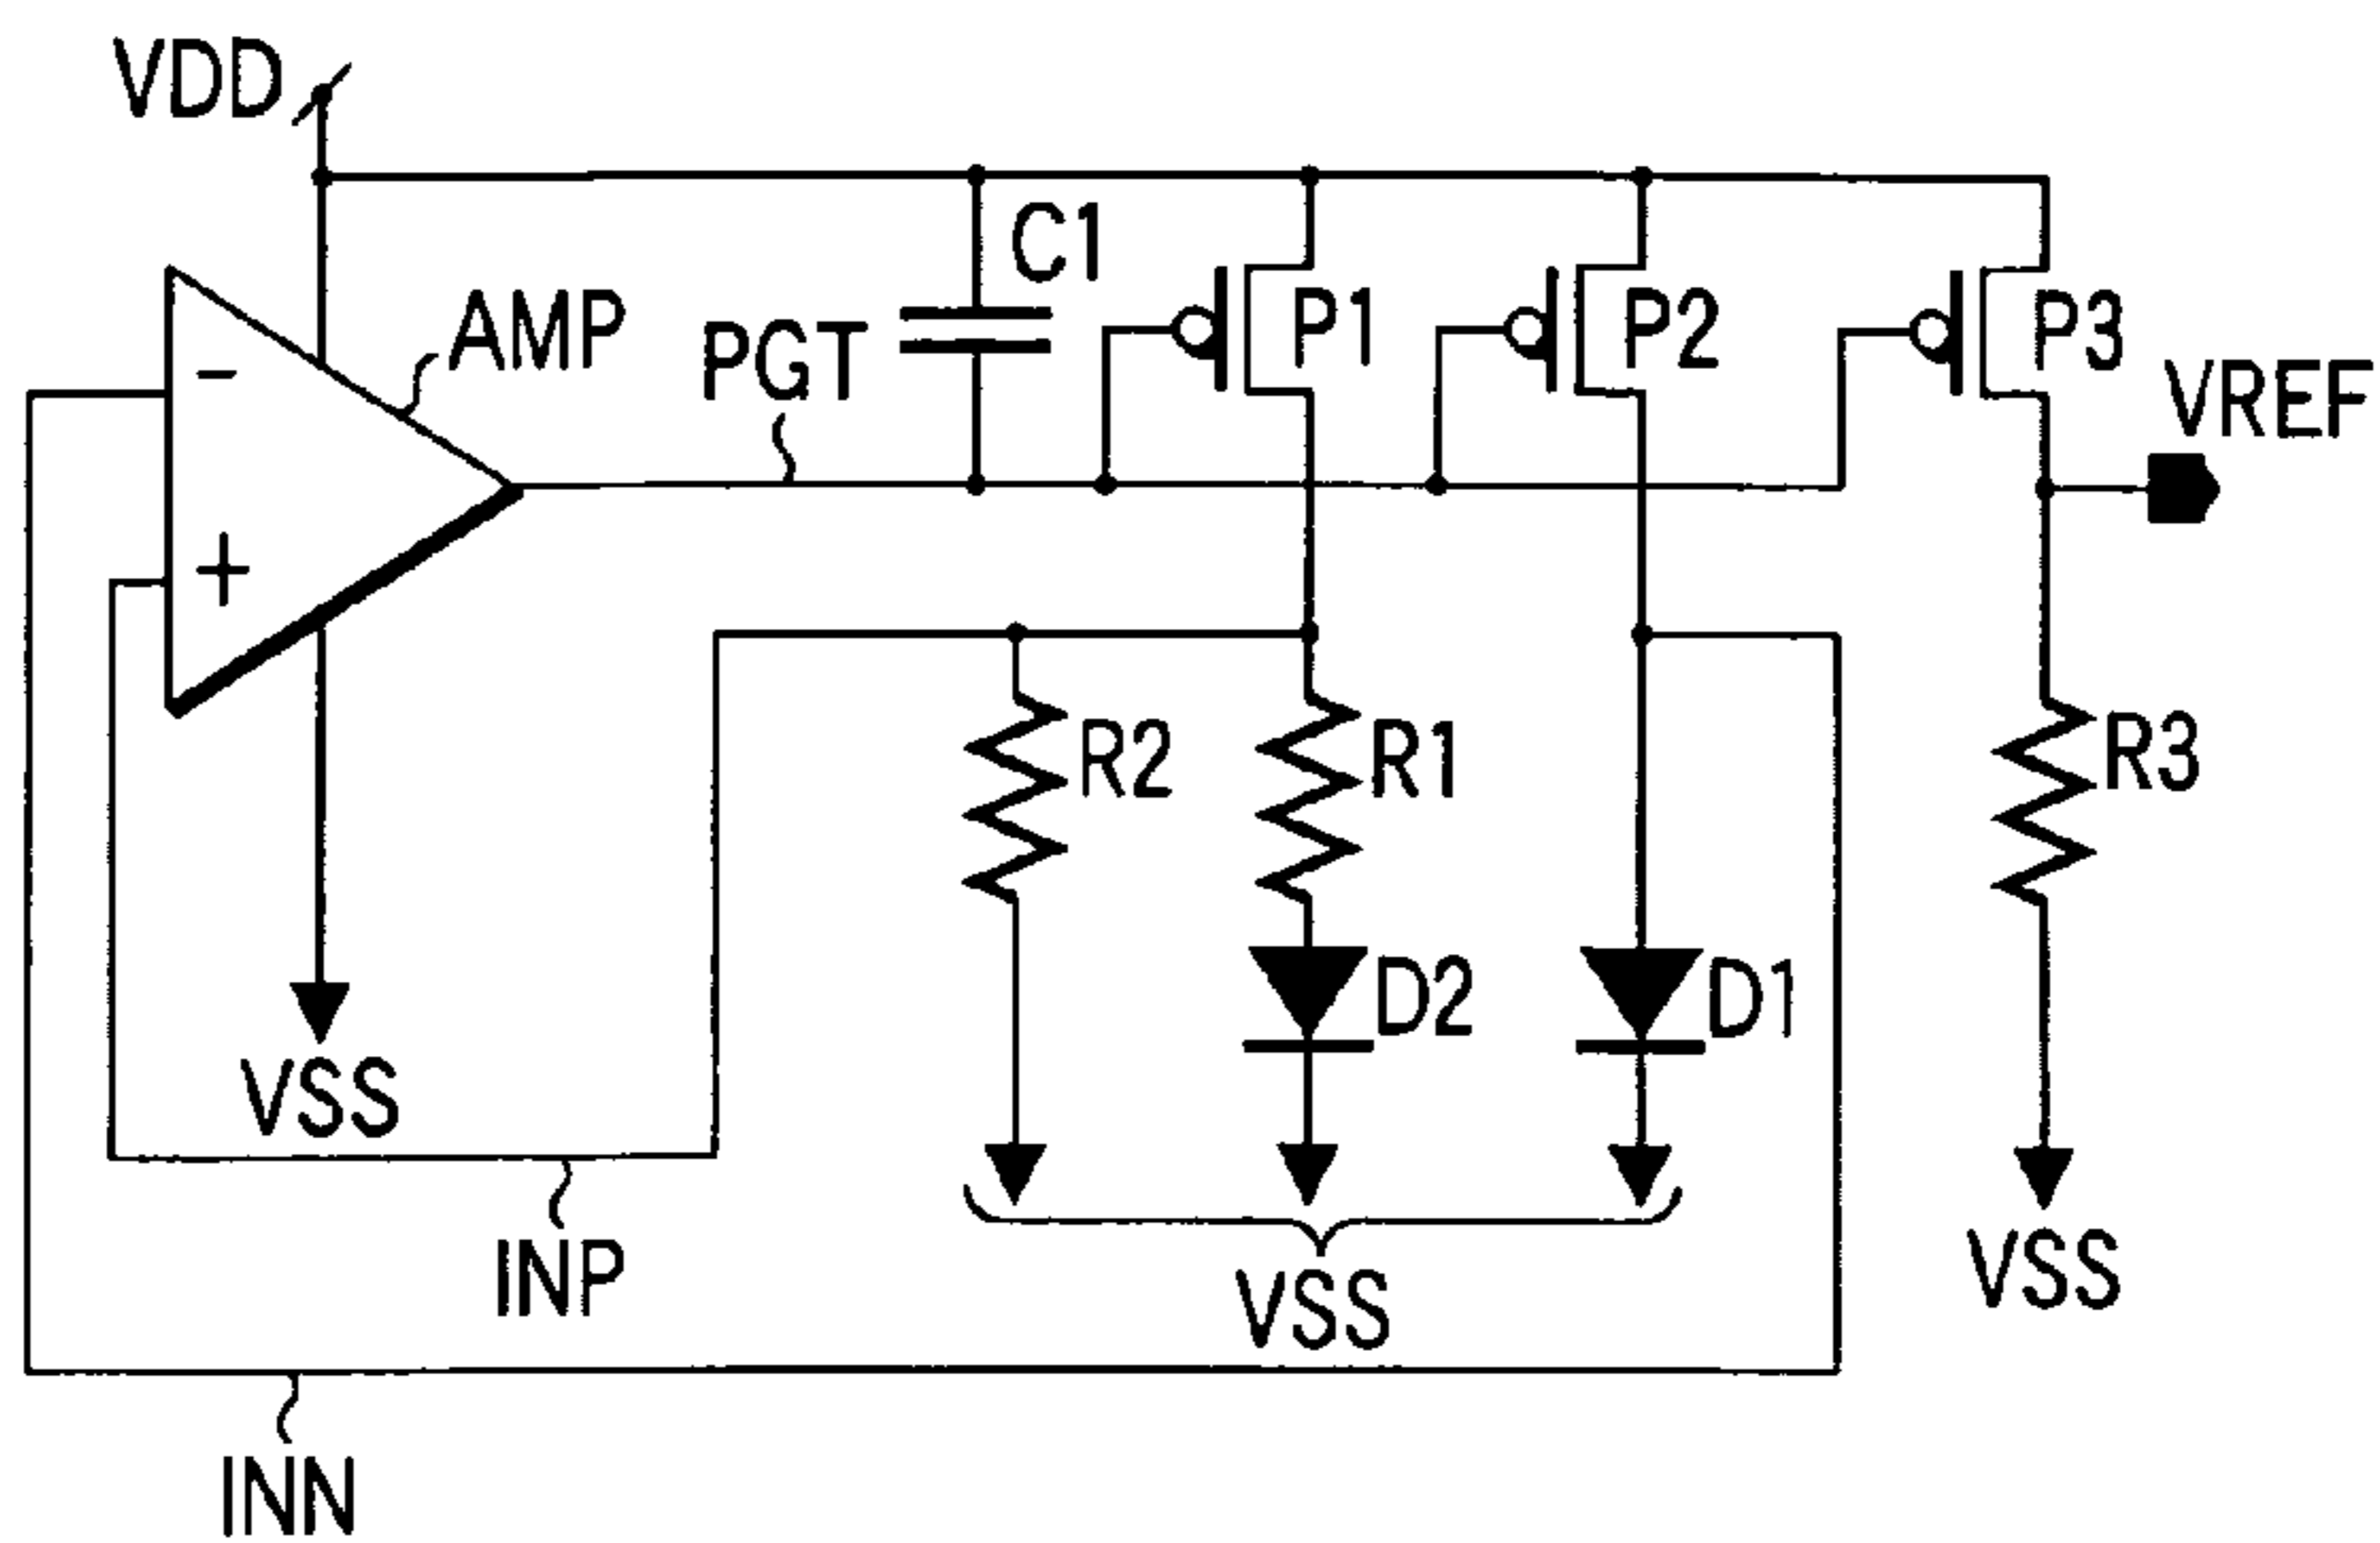 VDD
C1
AMP
PGT
P1
P2
P3
VREF
-
+
R2
R1
R3
D2
D1
VSS
INP
VSS
VSS
INN